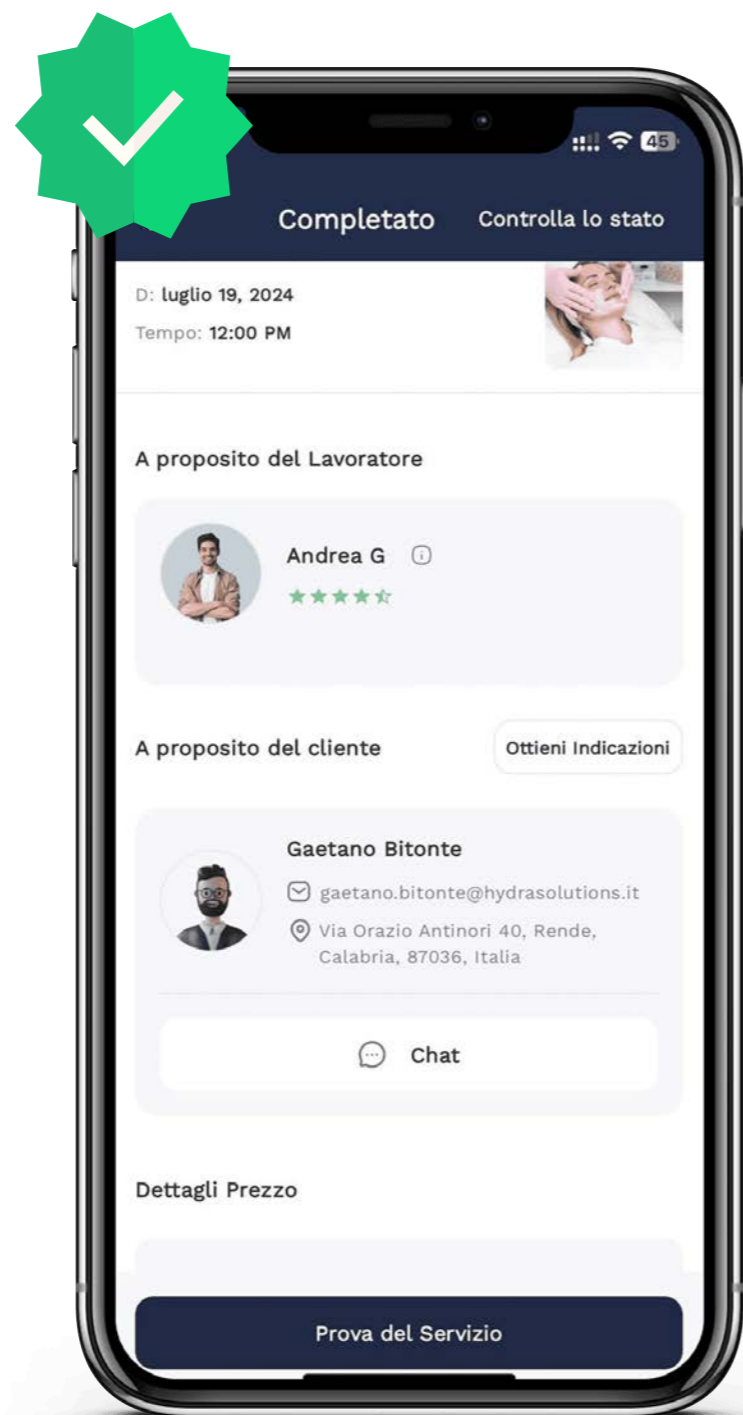 45
Completato
Controlla lo stato
D: luglio 19, 2024
Tempo: 12:00 PM
A proposito del Lavoratore
Andrea G
A proposito del cliente
Ottieni Indicazioni
Gaetano Bitonte
gaetano.bitonte@hydrasolutions.it
Via Orazio Antinori 40, Rende,
Calabria, 87036, Italia
Chat
Dettagli Prezzo
Prova del Servizio